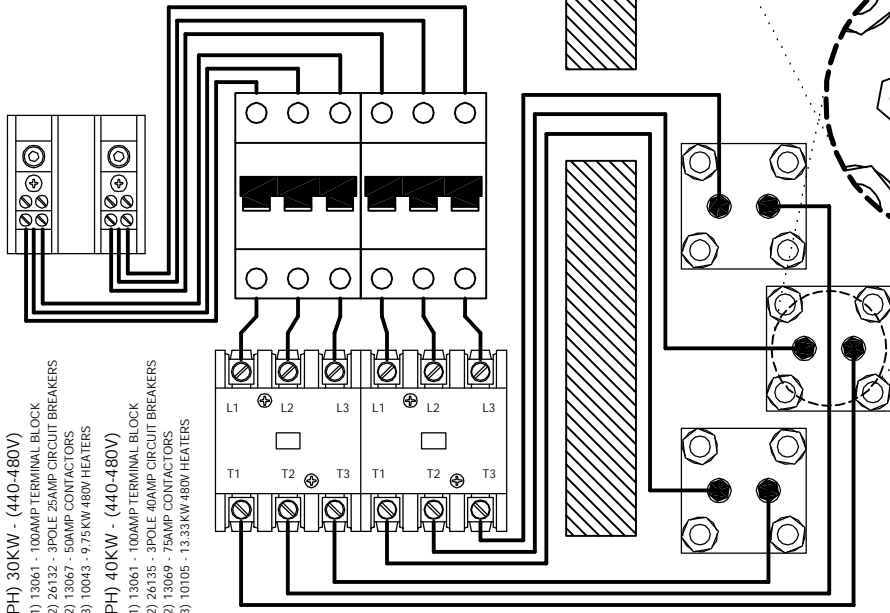 L1 L2 L3 L1 L2 L3
T1 T2 T3 T1 T2 T3
PH) 30KW - (440-480V)
1) 13061 - 100AMP TERMINAL BLOCK
2) 26132 - 3POLE 25AMP CIRCUIT BREAKERS
2) 13067 - 50AMP CONTACTORS
3) 10043 - 9.75KW 480V HEATERS
PH) 40KW - (440-480V)
1) 13061 - 100AMP TERMINAL BLOCK
2) 26135 - 3POLE 40AMP CIRCUIT BREAKERS
2) 13069 - 75AMP CONTACTORS
3) 10105 - 13.33KW 480V HEATERS